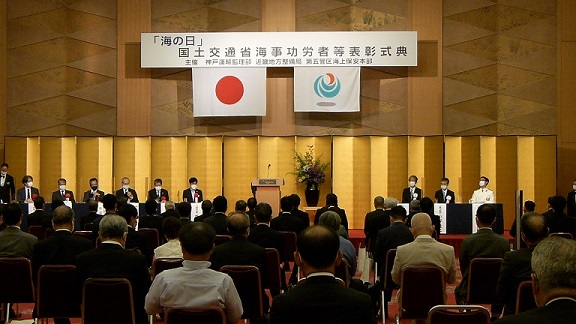 「海の日」
国土交通省海事功労者等表彰式典
主催 神戸運輸監理部 近畿地方整備局 第五管区海上保安本部